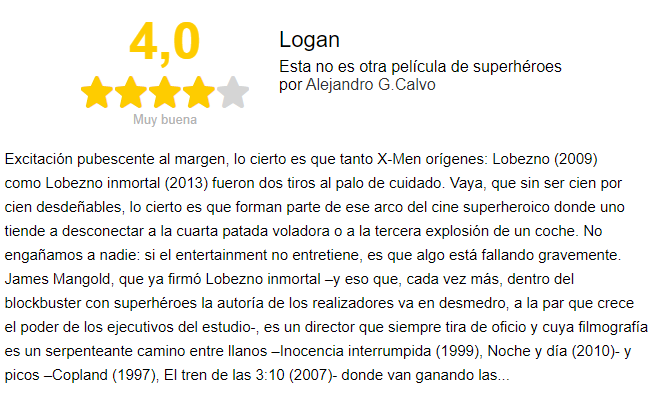 4,0
Muy buena
Logan
Esta no es otra película de superhéroes
por Alejandro G.Calvo
Excitación pubescente al margen, lo cierto es que tanto X-Men orígenes: Lobezno (2009)
como Lobezno inmortal (2013) fueron dos tiros al palo de cuidado. Vaya, que sin ser cien por
cien desdeñables, lo cierto es que forman parte de ese arco del cine superheroico donde uno
tiende a desconectar a la cuarta patada voladora o a la tercera explosión de un coche. No
engañamos a nadie: si el entertainment no entretiene, es que algo está fallando gravemente.
James Mangold, que ya firmó Lobezno inmortal –y eso que, cada vez más, dentro del
blockbuster con superhéroes la autoría de los realizadores va en desmedro, a la par que crece
el poder de los ejecutivos del estudio-, es un director que siempre tira de oficio y cuya filmografía
es un serpenteante camino entre llanos –Inocencia interrumpida (1999), Noche y día (2010)- y
picos –Copland (1997), El tren de las 3:10 (2007)- donde van ganando las...